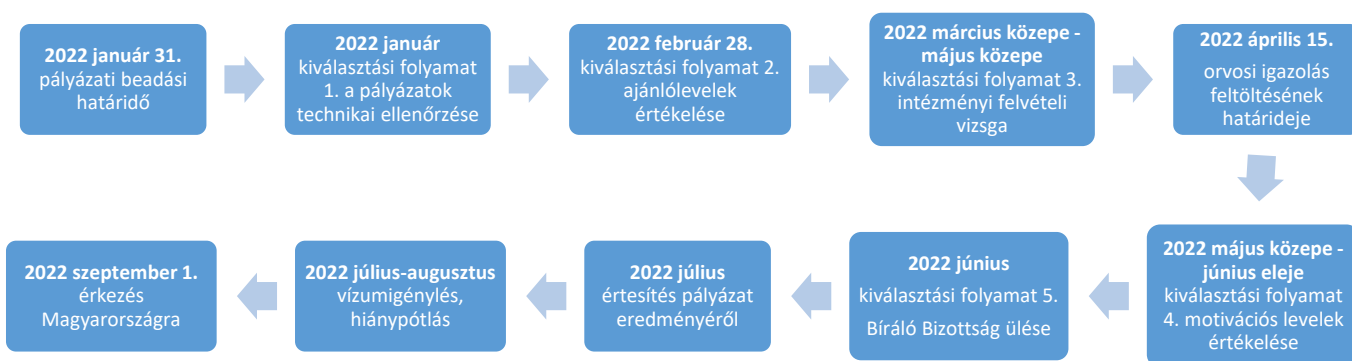 2022 január 31.
pályázati beadási
határidő
2022 január
kiválasztási folyamat
1. a pályázatok
technikai ellenőrzése
2022 február 28.
kiválasztási folyamat 2.
ajánlólevelek
értékelése
2022 március közepe -
május közepe
kiválasztási folyamat 3.
intézményi felvételi
vizsga
2022 április 15.
orvosi igazolás
feltöltésének
határideje
2022 május közepe -
június eleje
kiválasztási folyamat
4. motivációs levelek
értékelése
2022 június
kiválasztási folyamat 5.
Bíráló Bizottság ülése
2022 július
értesítés pályázat
eredményéről
2022 július-augusztus
vízumigénylés,
hiánypótlás
2022 szeptember 1.
érkezés
Magyarországra